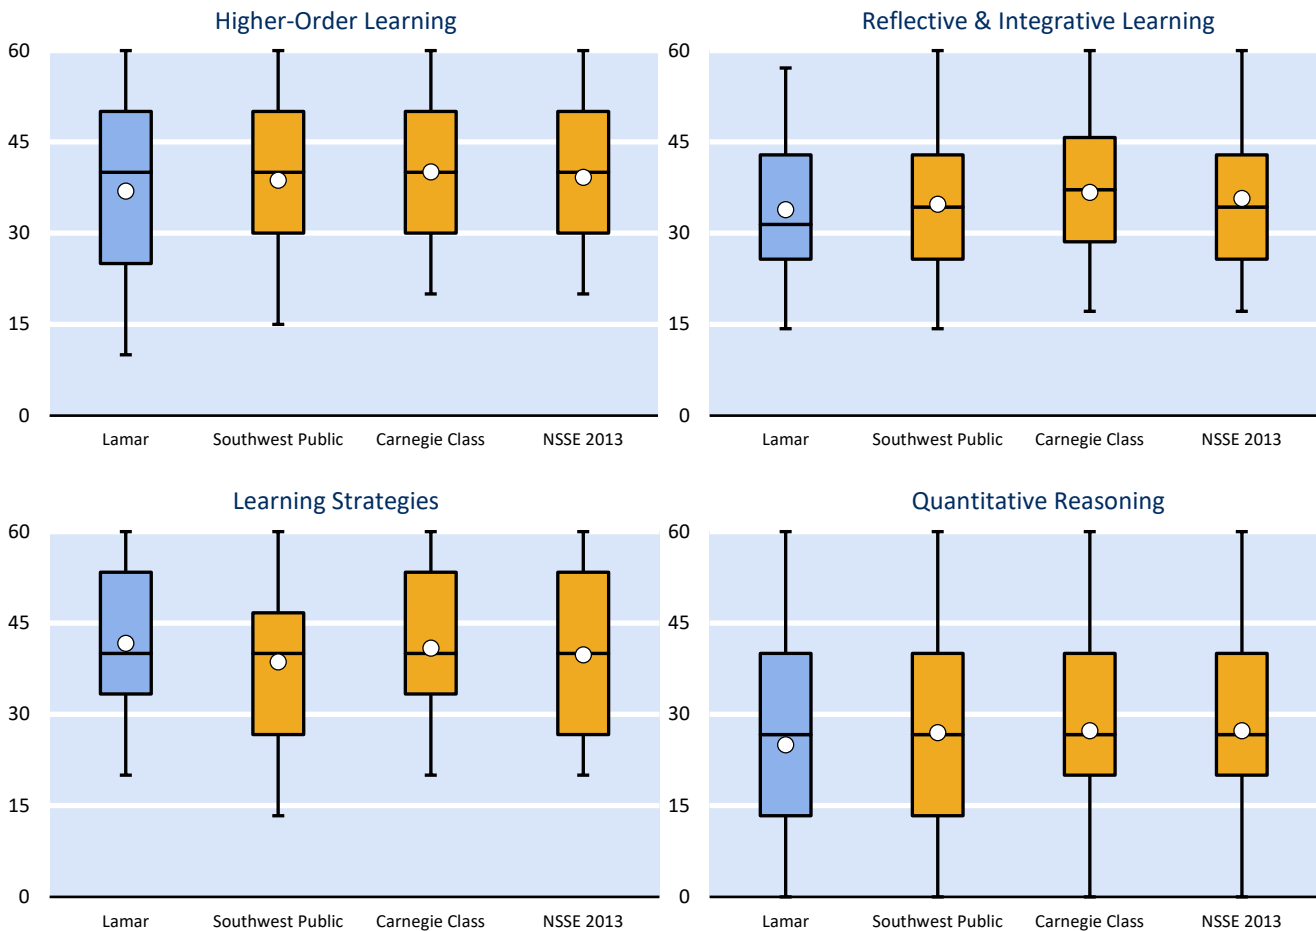 Higher-Order Learning
60
45
30
15
0
Lamar Southwest Public Carnegie Class NSSE 2013
Reflective & Integrative Learning
60
45
30
15
0
Lamar Southwest Public Carnegie Class NSSE 2013
Learning Strategies
60
45
30
15
0
Lamar Southwest Public Carnegie Class NSSE 2013
Quantitative Reasoning
60
45
30
15
0
Lamar Southwest Public Carnegie Class NSSE 2013